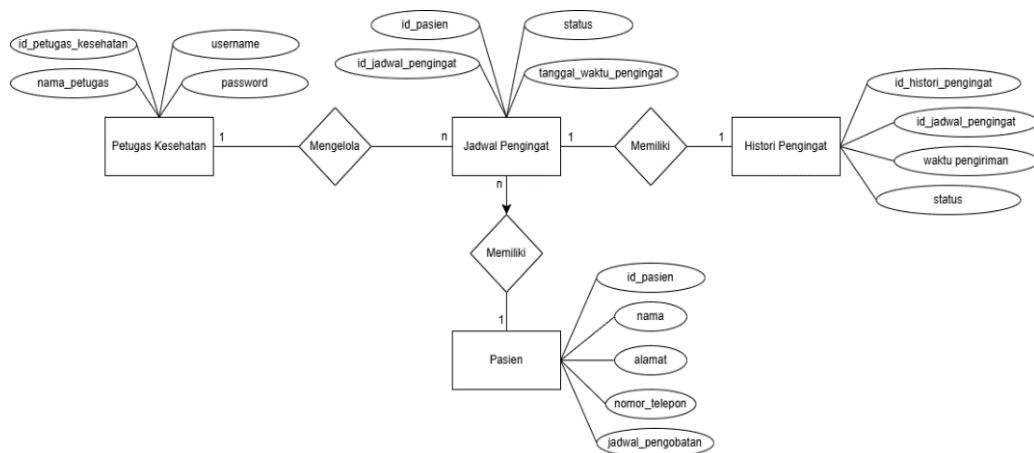 id_pasien
status
id_petugas_kesehatan
username
id_jadwal_pengingat
tanggal_waktu_pengingat
nama_petugas
password
id_histori_pengingat
id_jadwal_pengingat
Petugas Kesehatan
1
Mengelola
n
Jadwal Pengingat
1
Memiliki
1
Histori Pengingat
waktu pengiriman
n
status
Memiliki
id_pasien
nama
1
Pasien
alamat
nomor_telepon
jadwal_pengobatan